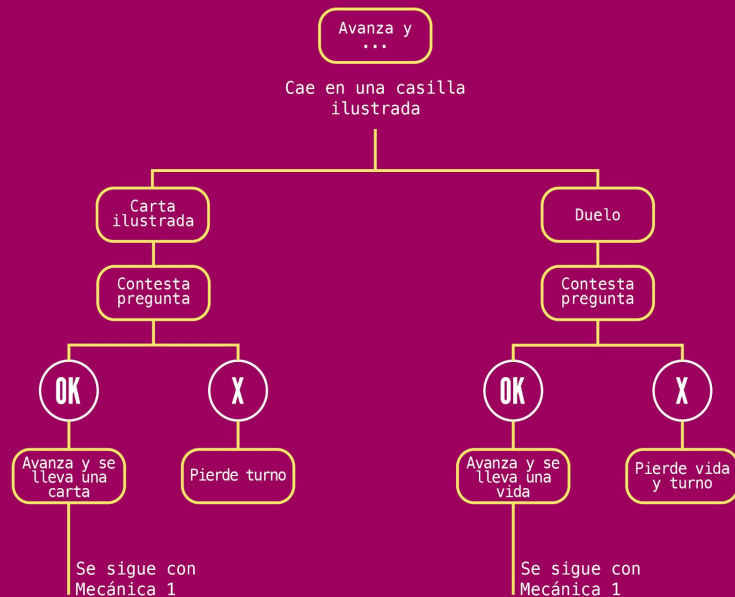 Avanza y
...
Cae en una casilla
ilustrada
Carta
ilustrada
Duelo
Contesta
pregunta
Contesta
pregunta
OK
X
OK
X
Avanza y se
lleva una
carta
Pierde turno
Avanza y se
lleva una
vida
Pierde vida
y turno
Se sigue con
Mecánica 1
Se sigue con
Mecánica 1